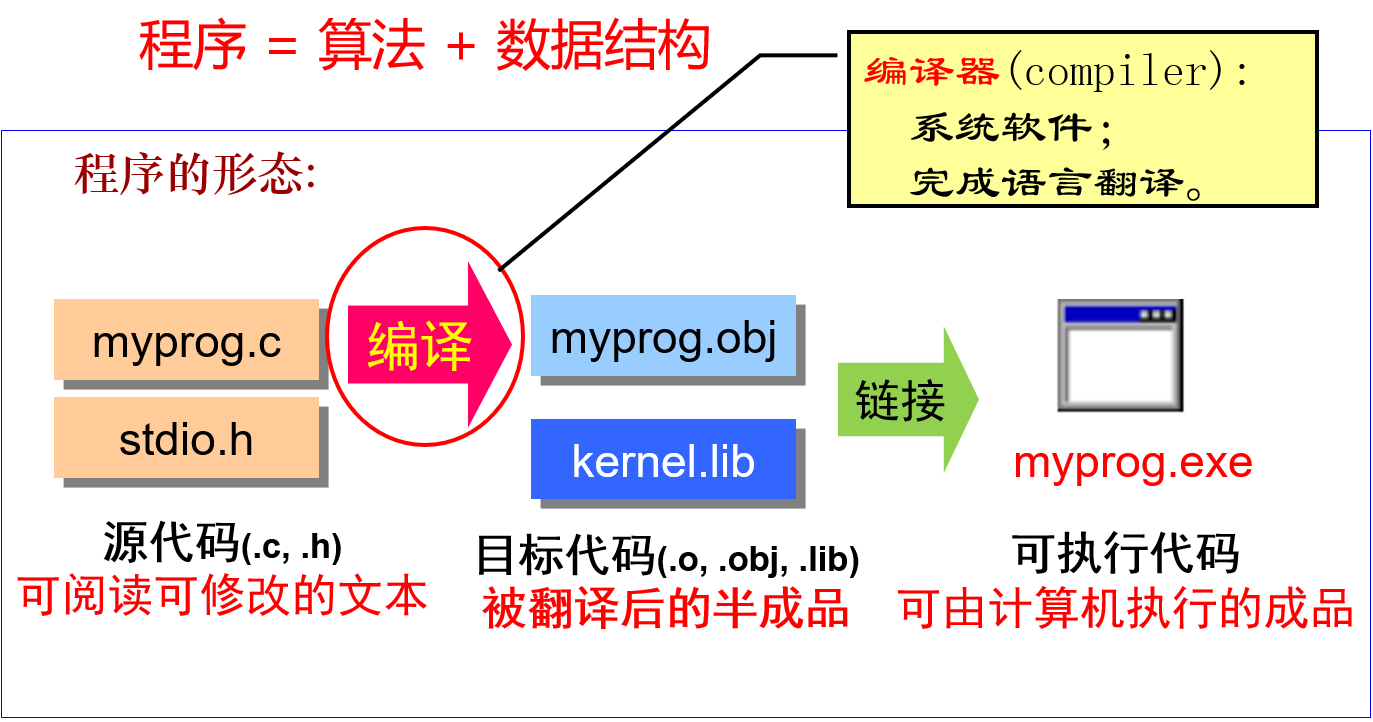 程序 = 算法 + 数据结构
编译器(compiler):
系统软件;
完成语言翻译。
程序的形态:
myprog.c
stdio.h
编译
myprog.obj
kernel.lib
链接
myprog.exe
源代码(.c, .h)
可阅读可修改的文本
目标代码(.o, .obj, .lib)
被翻译后的半成品
可执行代码
可由计算机执行的成品